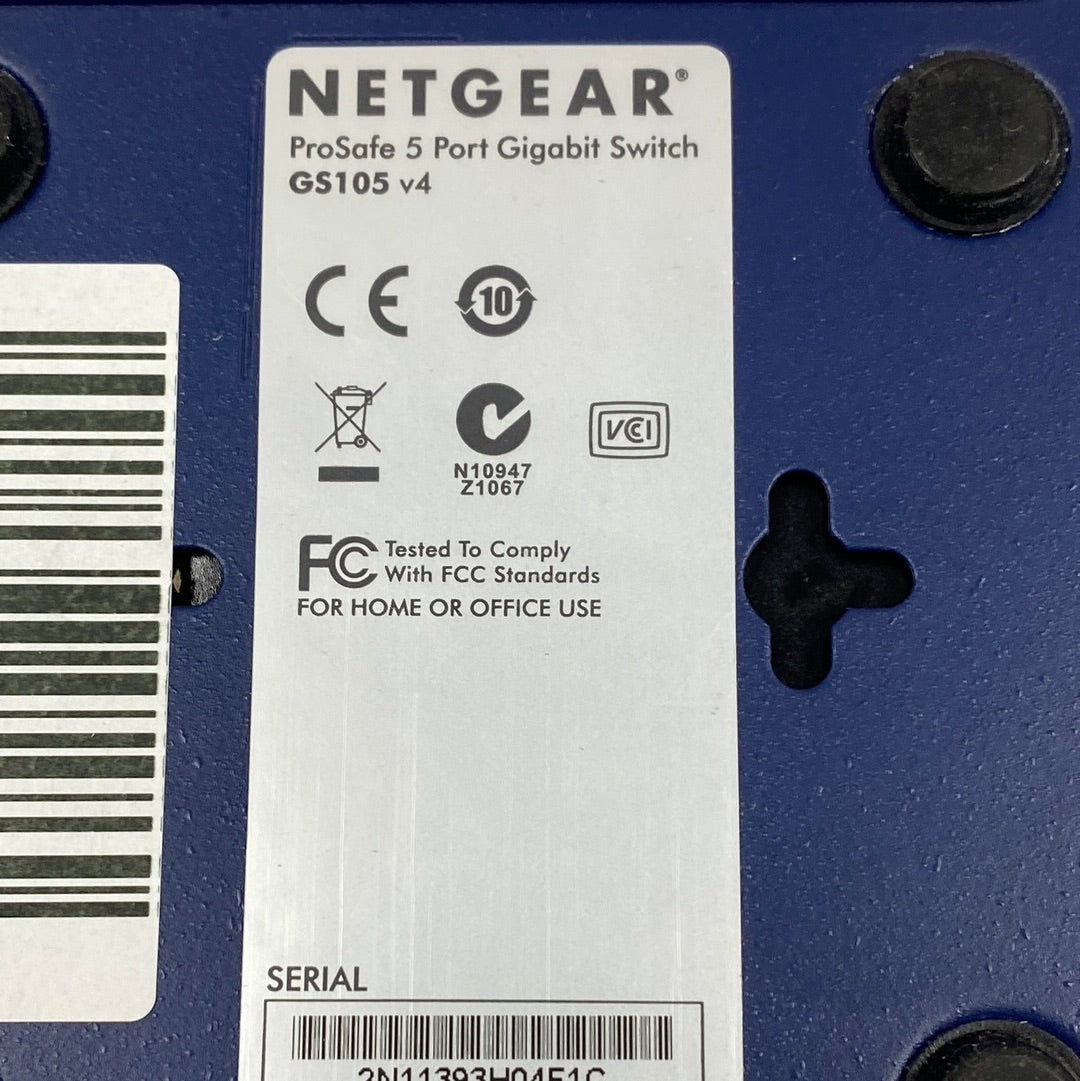 NETGEAR®
ProSafe 5 Port Gigabit Switch
GS105 v4
CE
10
N10947
Z1067
VCCI
FC Tested To Comply
With FCC Standards
FOR HOME OR OFFICE USE
SERIAL